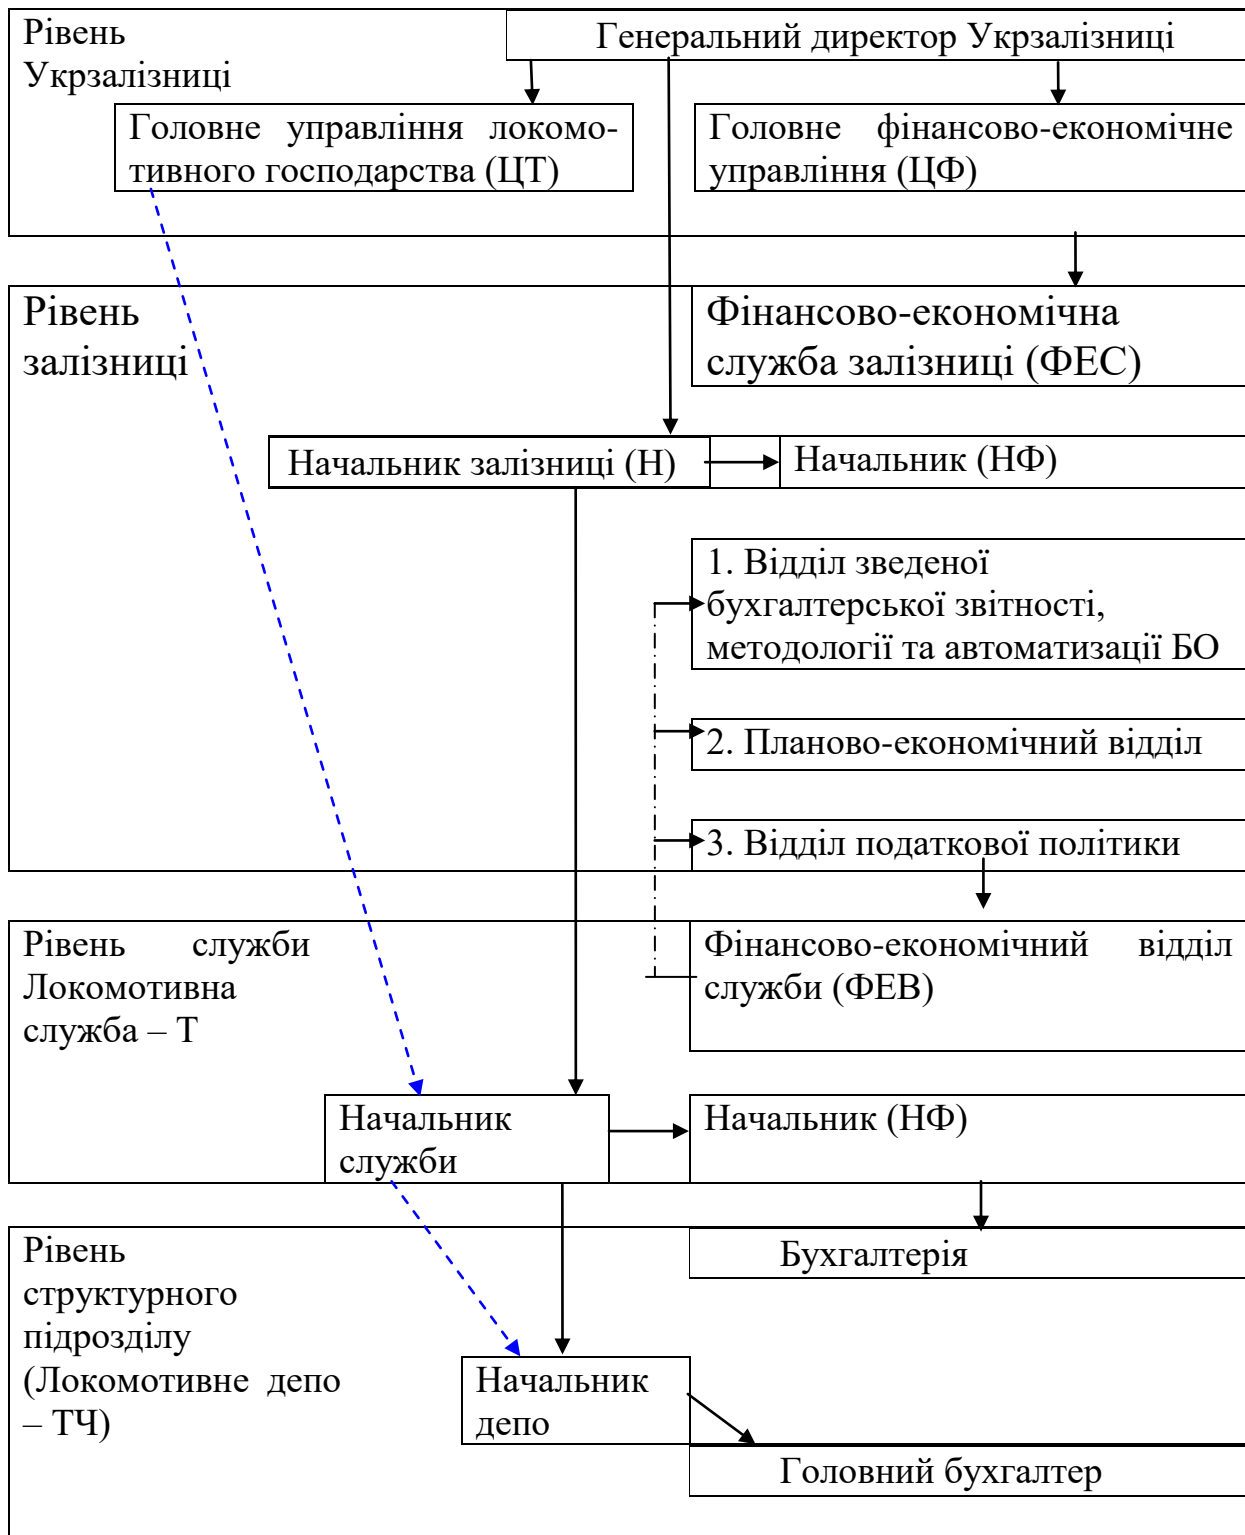 Рівень
Укрзалізниці
Генеральний директор Укрзалізниці
Головне управління локомо-
тивного господарства (ЦТ)
Головне фінансово-економічне
управління (ЦФ)
Рівень
залізниці
Фінансово-економічна
служба залізниці (ФЕС)
Начальник залізниці (Н)
Начальник (НФ)
1. Відділ зведеної
бухгалтерської звітності,
методології та автоматизації БО
2. Планово-економічний відділ
3. Відділ податкової політики
Рівень служби
Локомотивна
служба – Т
Фінансово-економічний відділ
служби (ФЕВ)
Начальник
служби
Начальник (НФ)
Рівень
структурного
підрозділу
(Локомотивне депо
– ТЧ)
Бухгалтерія
Начальник
депо
Головний бухгалтер